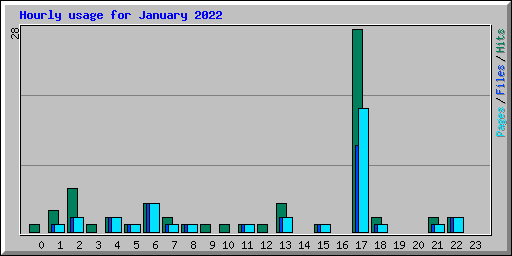 Hourly usage for January 2022
28
Pages/Files/Hits
0 1 2 3 4 5 6 7 8 9 10 11 12 13 14 15 16 17 18 19 20 21 22 23